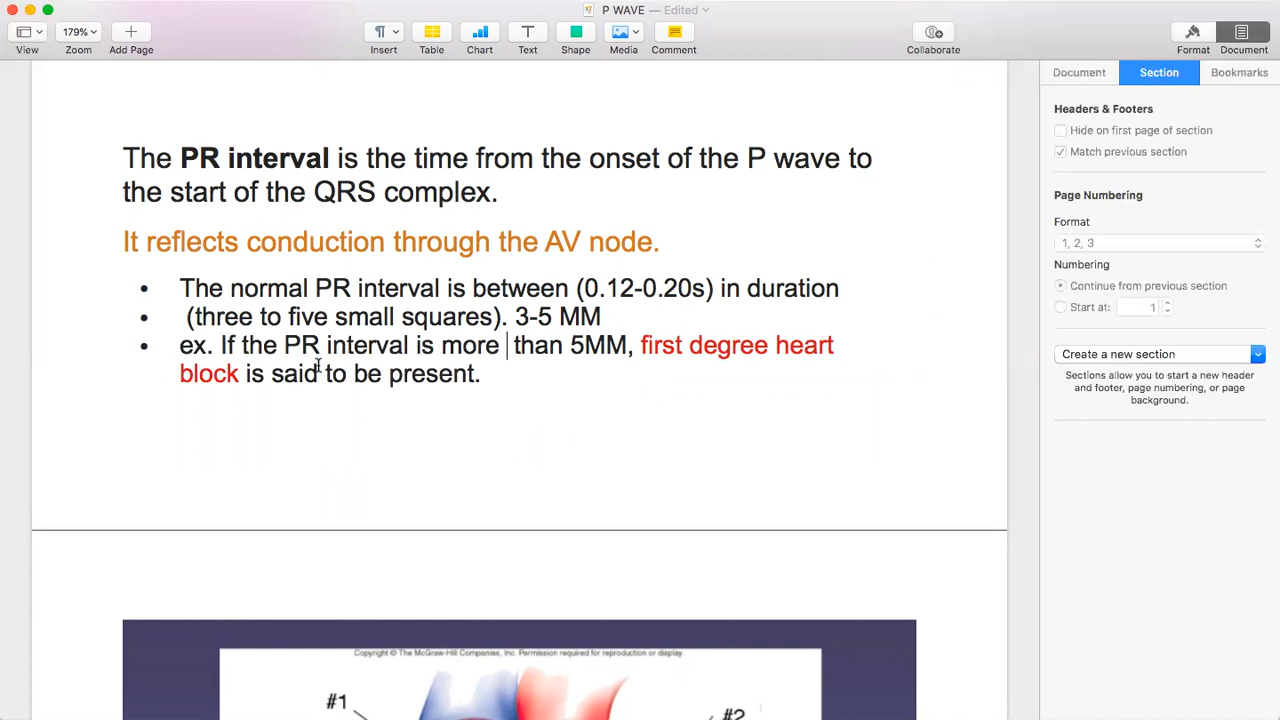 P WAVE — Edited
179%
View
Zoom
Add Page
Insert
Table
Chart
Text
Shape
Media
Comment
Collaborate
Format
Document
Document
Section
Bookmarks
The PR interval is the time from the onset of the P wave to
the start of the QRS complex.
It reflects conduction through the AV node.
• The normal PR interval is between (0.12-0.20s) in duration
• (three to five small squares). 3-5 MM
• ex. If the PR interval is more than 5MM, first degree heart
block is said to be present.
Copyright © The McGraw-Hill Companies, Inc. Permission required for reproduction or display.
#1
#2
Headers & Footers
Hide on first page of section
Match previous section
Page Numbering
Format
1, 2, 3
Numbering
Continue from previous section
Start at: 1
Create a new section
Sections allow you to start a new header
and footer, page numbering, or page
background.